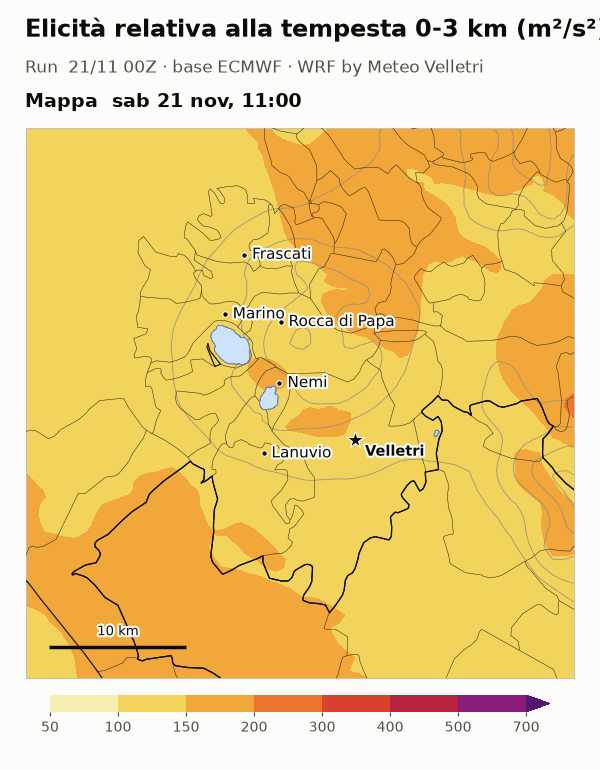 Elicità relativa alla tempesta 0-3 km (m²/s²)
Run  21/11 00Z · base ECMWF · WRF by Meteo Velletri
Mappa  sab 21 nov, 11:00
Frascati
Marino
Rocca di Papa
Nemi
Velletri
Lanuvio
10 km
50 100 150 200 300 400 500 700